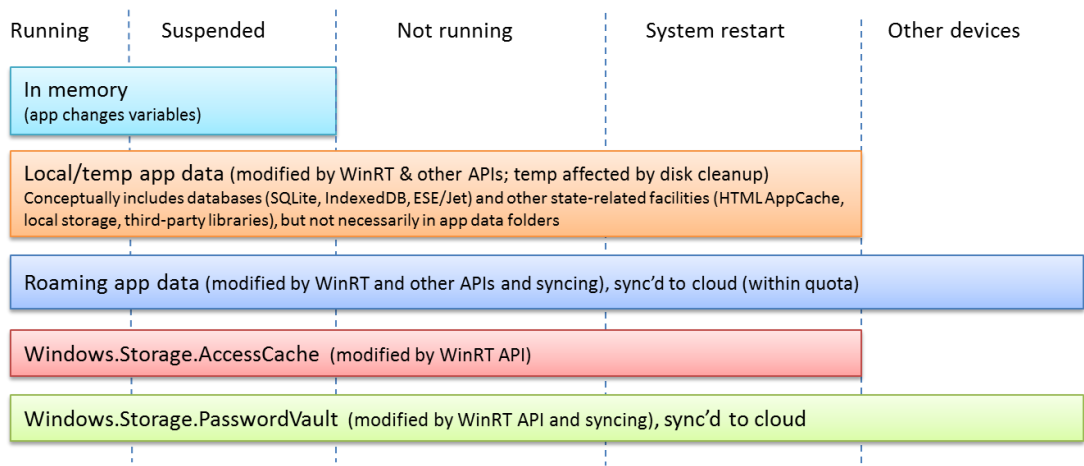 Running Suspended Not running System restart Other devices
In memory
(app changes variables)
Local/temp app data (modified by WinRT & other APIs; temp affected by disk cleanup)
Conceptually includes databases (SQLite, IndexedDB, ESE/Jet) and other state-related facilities (HTML AppCache,
local storage, third-party libraries), but not necessarily in app data folders
Roaming app data (modified by WinRT and other APIs and syncing), sync’d to cloud (within quota)
Windows.Storage.AccessCache (modified by WinRT API)
Windows.Storage.PasswordVault (modified by WinRT API and syncing), sync’d to cloud